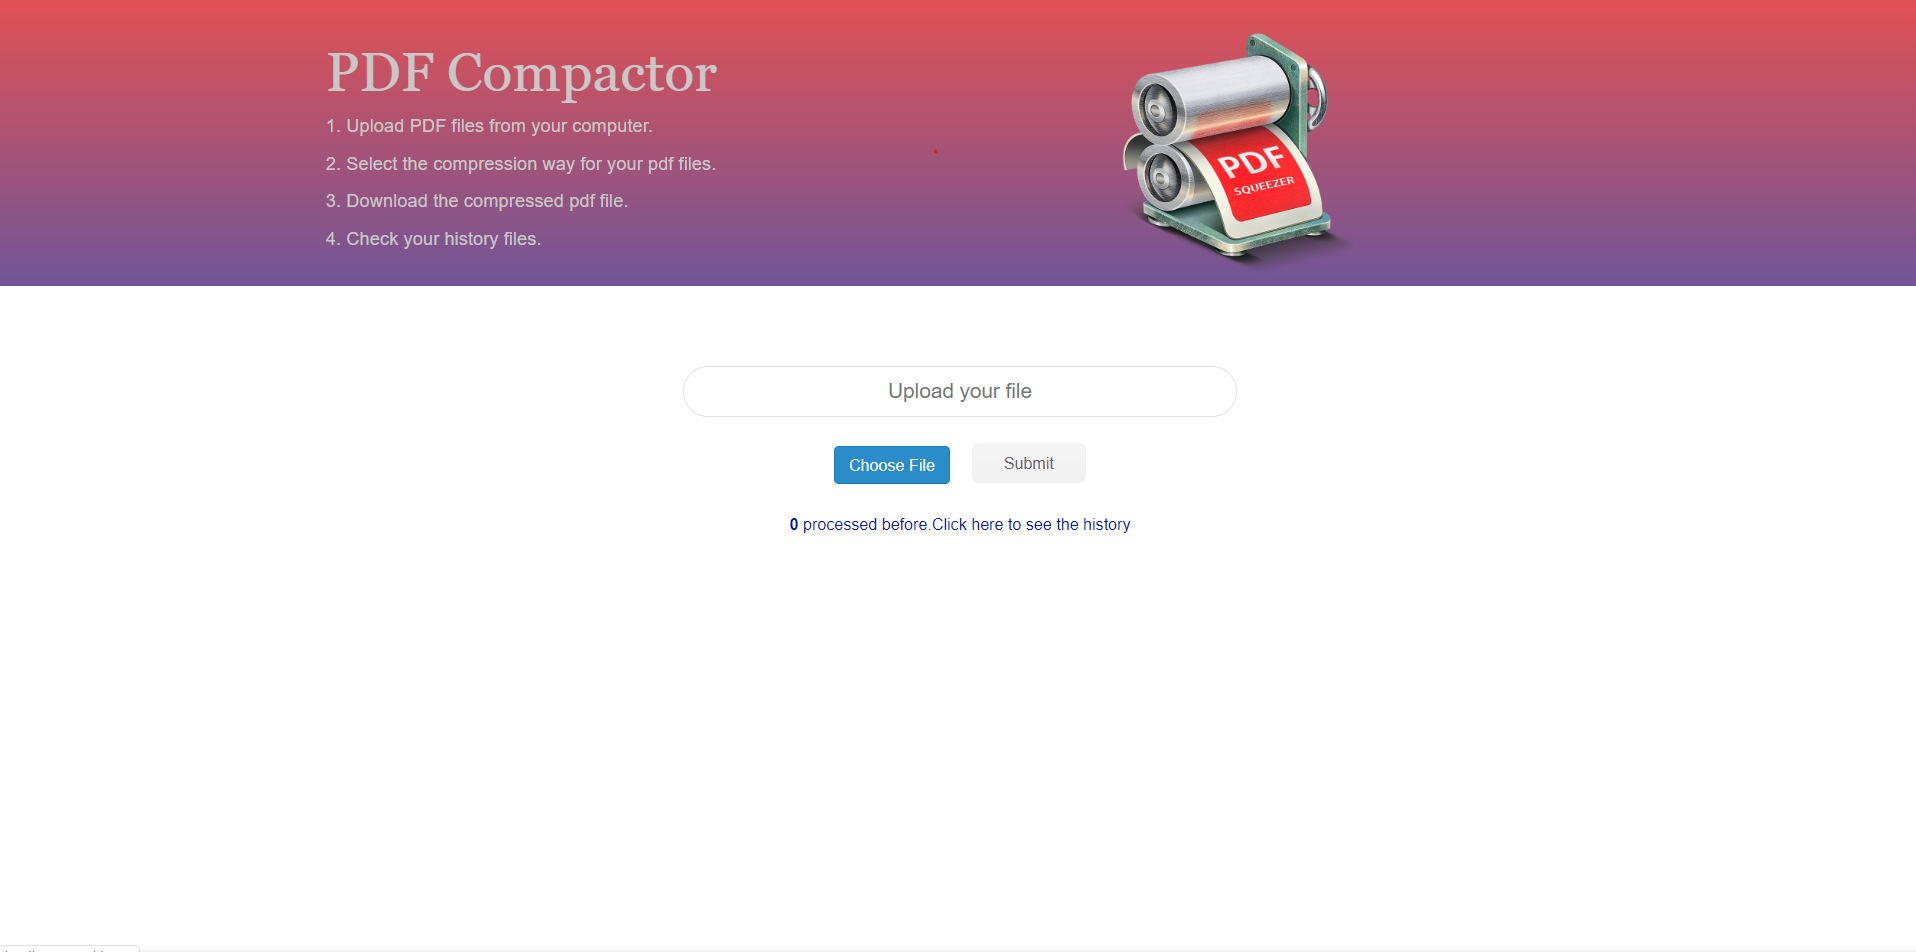 PDF Compactor
1. Upload PDF files from your computer.
2. Select the compression way for your pdf files.
3. Download the compressed pdf file.
4. Check your history files.
PDF
SQUEEZER
Upload your file
Choose File
Submit
0 processed before.Click here to see the history